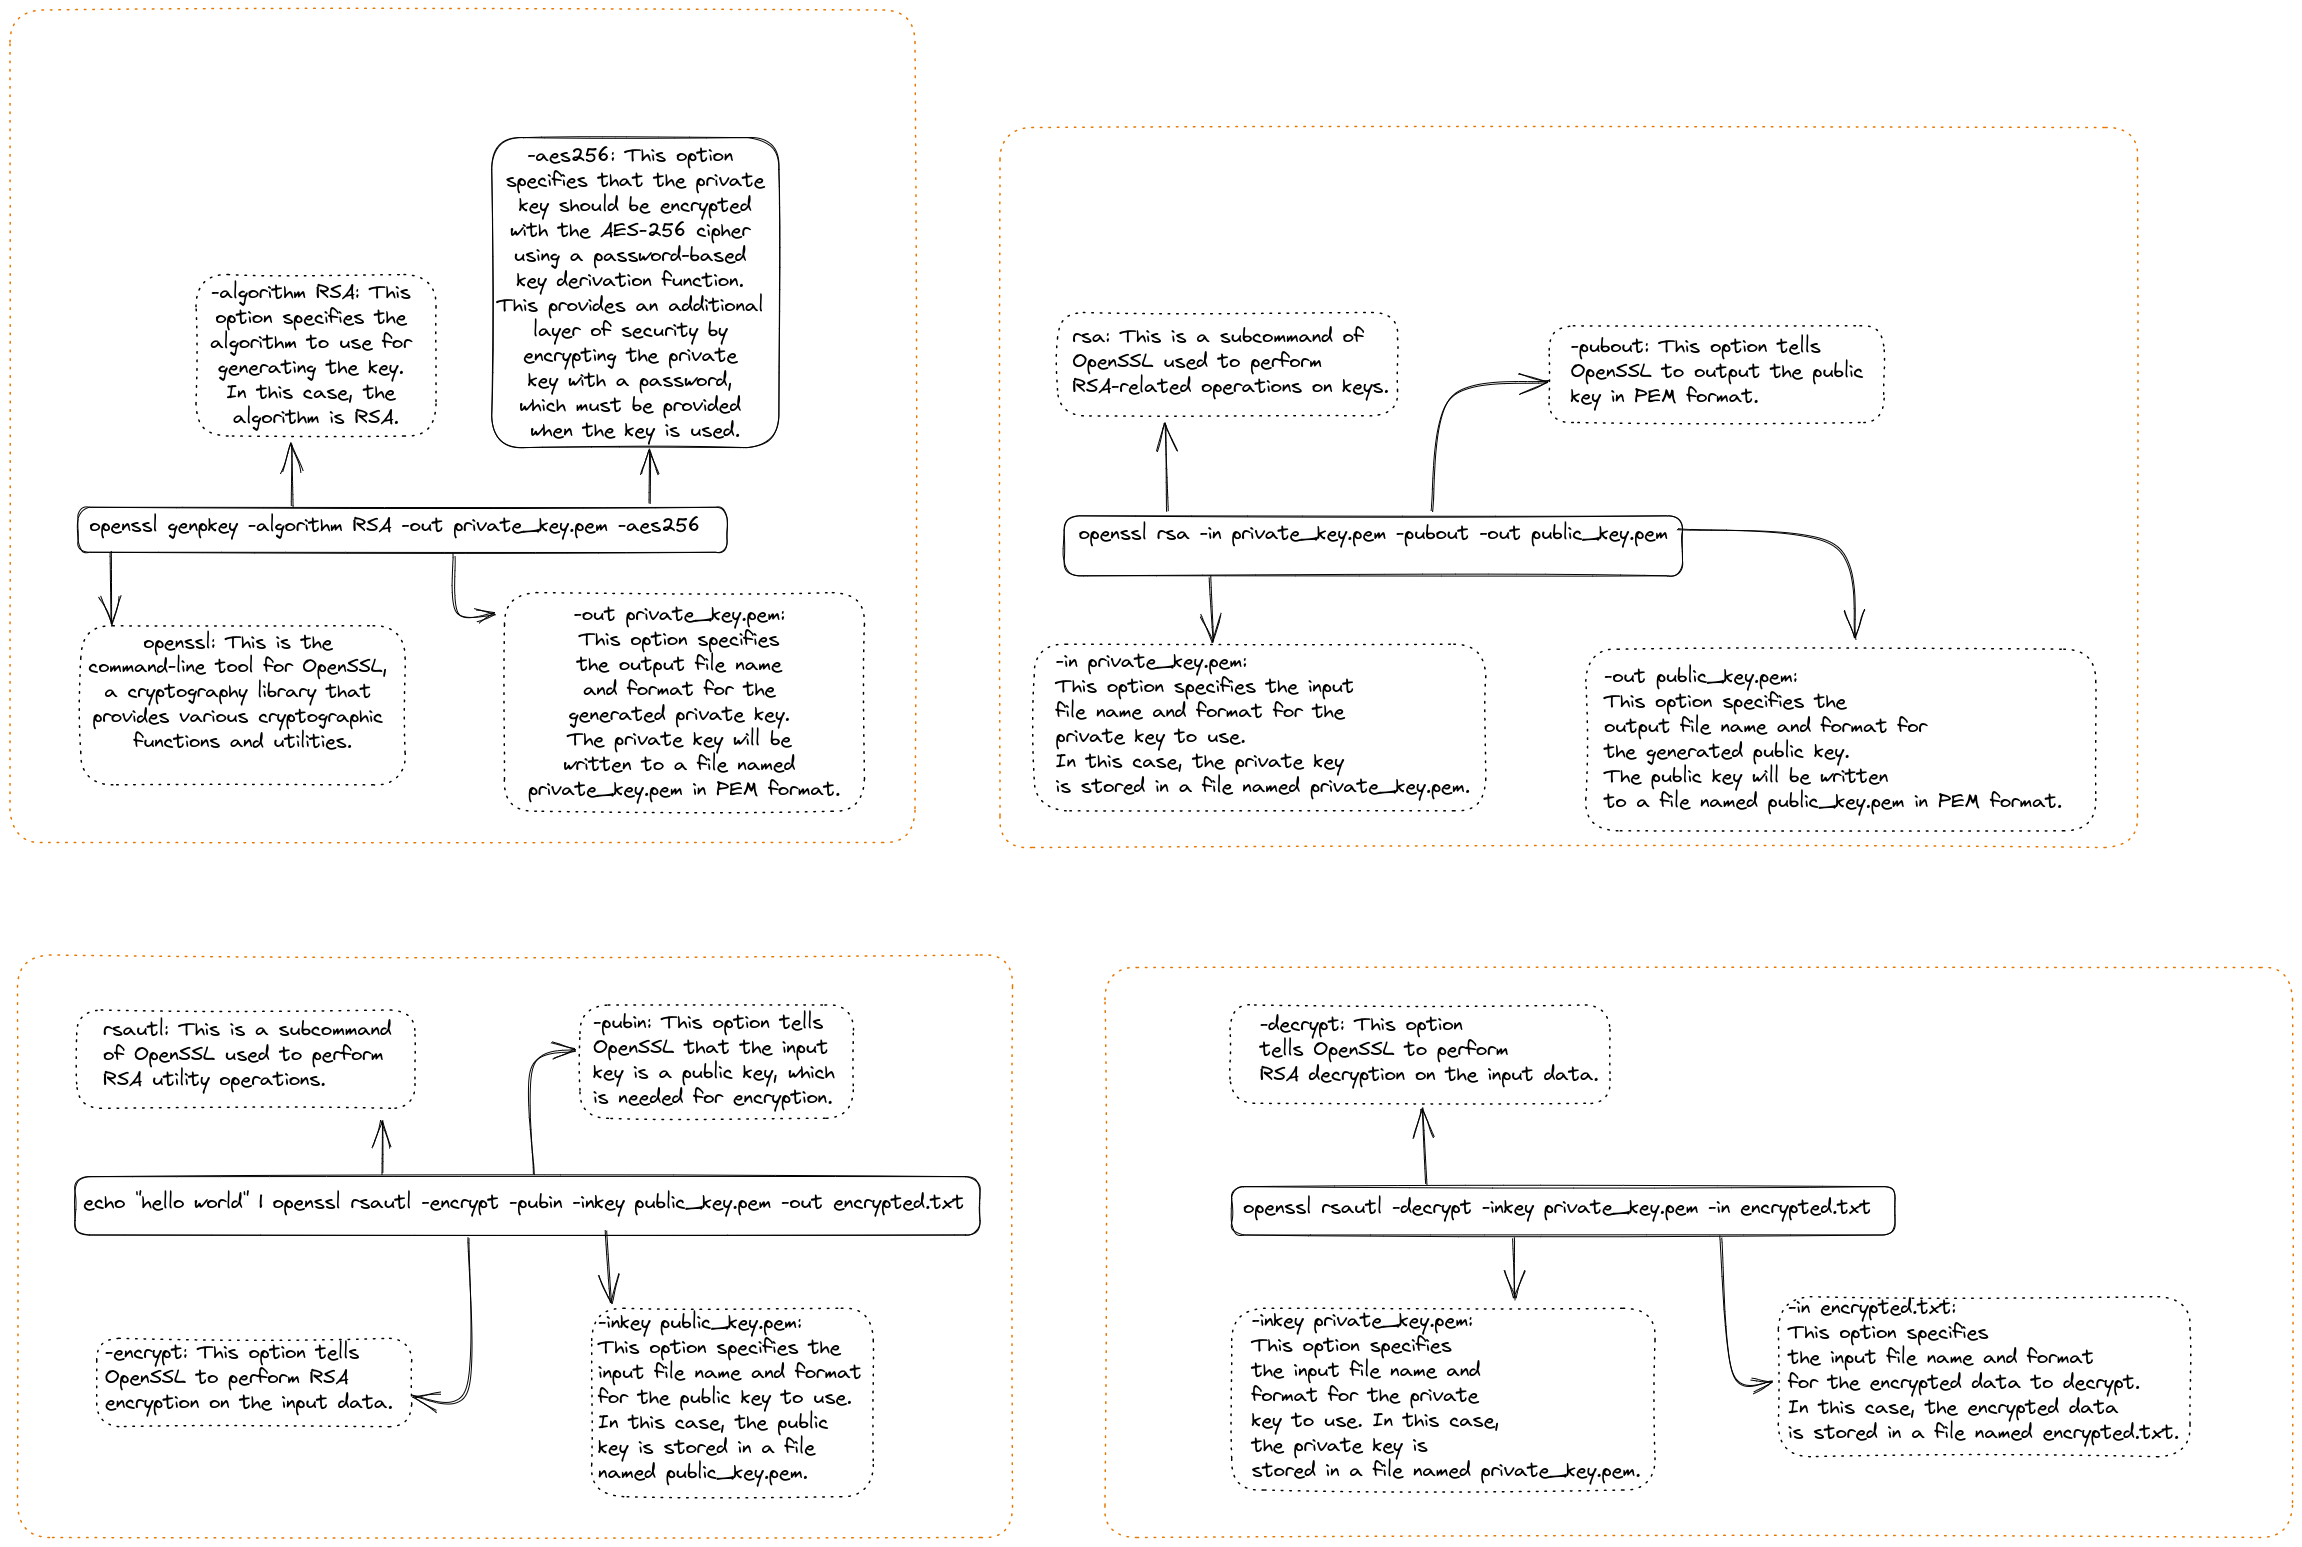 -aes256: This option
specifies that the private
key should be encrypted
with the AES-256 cipher
using a password-based
key derivation function.
This provides an additional
layer of security by
encrypting the private
key with a password,
which must be provided
when the key is used.
-algorithm RSA: This
option specifies the
algorithm to use for
generating the key.
In this case, the
algorithm is RSA.
openssl genpkey -algorithm RSA -out private_key.pem -aes256
openssl: This is the
command-line tool for OpenSSL,
a cryptography library that
provides various cryptographic
functions and utilities.
-out private_key.pem:
This option specifies
the output file name
and format for the
generated private key.
The private key will be
written to a file named
private_key.pem in PEM format.
rsa: This is a subcommand of
OpenSSL used to perform
RSA-related operations on keys.
-pubout: This option tells
OpenSSL to output the public
key in PEM format.
openssl rsa -in private_key.pem -pubout -out public_key.pem
-in private_key.pem:
This option specifies the input
file name and format for the
private key to use.
In this case, the private key
is stored in a file named private_key.pem.
-out public_key.pem:
This option specifies the
output file name and format for
the generated public key.
The public key will be written
to a file named public_key.pem in PEM format.
rsautl: This is a subcommand
of OpenSSL used to perform
RSA utility operations.
-pubin: This option tells
OpenSSL that the input
key is a public key, which
is needed for encryption.
echo "hello world" | openssl rsautl -encrypt -pubin -inkey public_key.pem -out encrypted.txt
-encrypt: This option tells
OpenSSL to perform RSA
encryption on the input data.
-inkey public_key.pem:
This option specifies the
input file name and format
for the public key to use.
In this case, the public
key is stored in a file
named public_key.pem.
-decrypt: This option
tells OpenSSL to perform
RSA decryption on the input data.
openssl rsautl -decrypt -inkey private_key.pem -in encrypted.txt
-inkey private_key.pem:
This option specifies
the input file name and
format for the private
key to use. In this case,
the private key is
stored in a file named private_key.pem.
-in encrypted.txt:
This option specifies
the input file name and format
for the encrypted data to decrypt.
In this case, the encrypted data
is stored in a file named encrypted.txt.